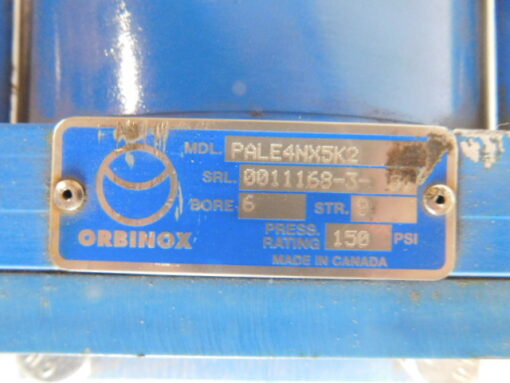 MDL. PALE4NX5K2
SRL. 0011168-3-
BORE 6 STR.
PRESS. RATING 150 PSI
MADE IN CANADA
ORBINOX